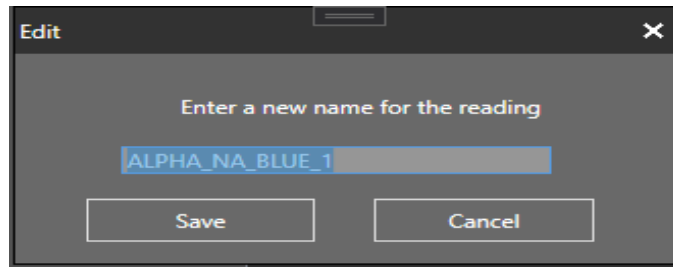 Edit
Enter a new name for the reading
ALPHA_NA_BLUE_1
Save Cancel